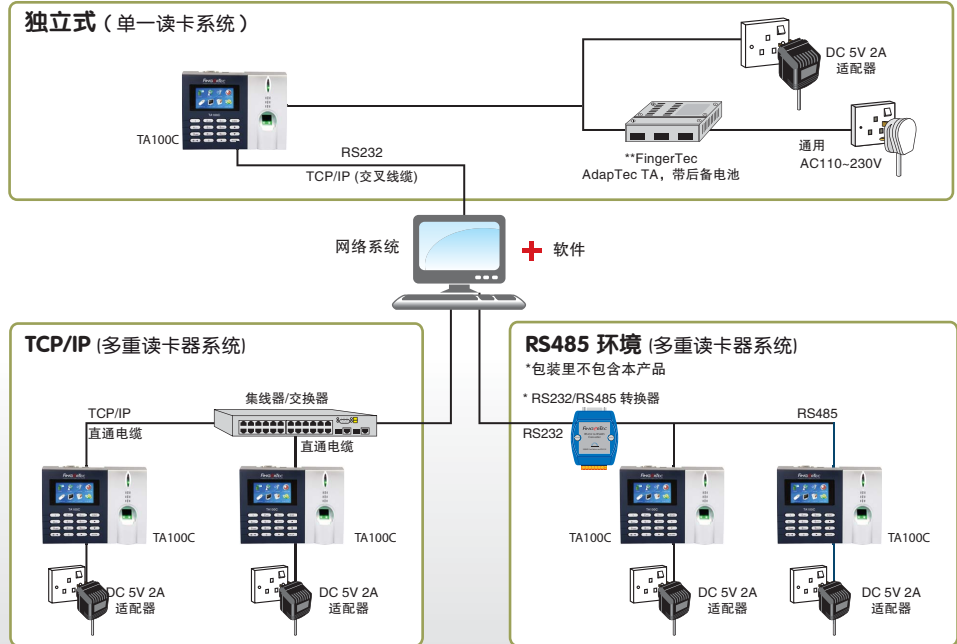 独立式 (单一读卡系统)
DC 5V 2A
适配器
FingerTec
TA100C
TA100C
RS232
TCP/IP (交叉线缆)
**FingerTec
AdapTec TA，带后备电池
通用
AC110~230V
网络系统
软件
TCP/IP (多重读卡器系统)
集线器/交换器
TCP/IP
直通电缆
直通电缆
TA100C
TA100C
DC 5V 2A
适配器
DC 5V 2A
适配器
RS485 环境 (多重读卡器系统)
*包装里不包含本产品
* RS232/RS485 转换器
RS232
FingerTec
RS485
TA100C
TA100C
DC 5V 2A
适配器
DC 5V 2A
适配器